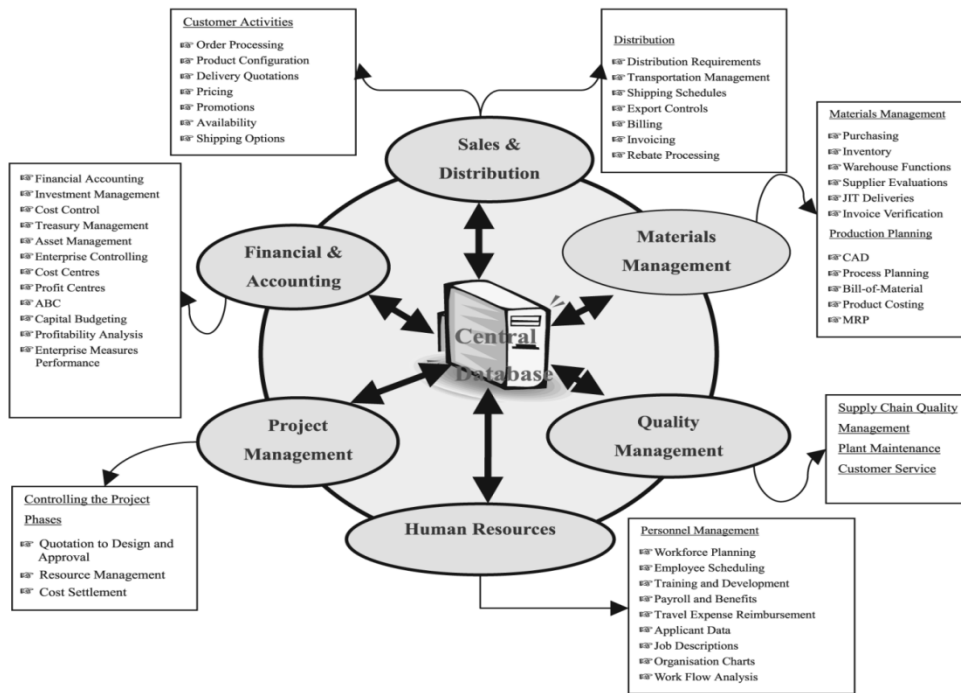 Customer Activities
Order Processing
Product Configuration
Delivery Quotations
Pricing
Promotions
Availability
Shipping Options
Distribution
Distribution Requirements
Transportation Management
Shipping Schedules
Export Controls
Billing
Invoicing
Rebate Processing
Materials Management
Purchasing
Inventory
Warehouse Functions
Supplier Evaluations
JIT Deliveries
Invoice Verification
Production Planning
CAD
Process Planning
Bill-of-Material
Product Costing
MRP
Financial Accounting
Investment Management
Cost Control
Treasury Management
Asset Management
Enterprise Controlling
Cost Centres
Profit Centres
ABC
Capital Budgeting
Profitability Analysis
Enterprise Measures
Performance
Sales &
Distribution
Financial &
Accounting
Materials
Management
Central
Database
Project
Management
Quality
Management
Human Resources
Supply Chain Quality
Management
Plant Maintenance
Customer Service
Controlling the Project
Phases
Quotation to Design and
Approval
Resource Management
Cost Settlement
Personnel Management
Workforce Planning
Employee Scheduling
Training and Development
Payroll and Benefits
Travel Expense Reimbursement
Applicant Data
Job Descriptions
Organisation Charts
Work Flow Analysis